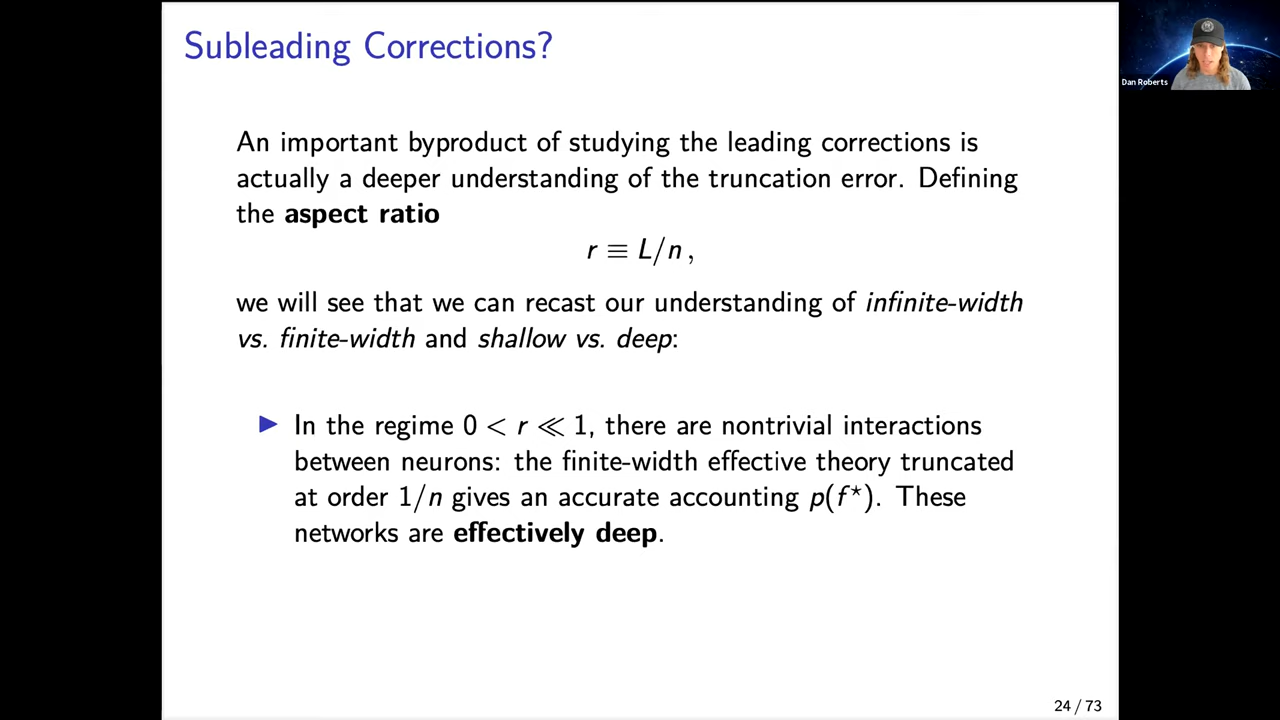 Subleading Corrections?
Dan Roberts
An important byproduct of studying the leading corrections is
actually a deeper understanding of the truncation error. Defining
the aspect ratio
r ≡ L/n ,
we will see that we can recast our understanding of infinite-width
vs. finite-width and shallow vs. deep:
▶ In the regime 0 < r ≪ 1, there are nontrivial interactions
between neurons: the finite-width effective theory truncated
at order 1/n gives an accurate accounting p(f⋆). These
networks are effectively deep.
24 / 73